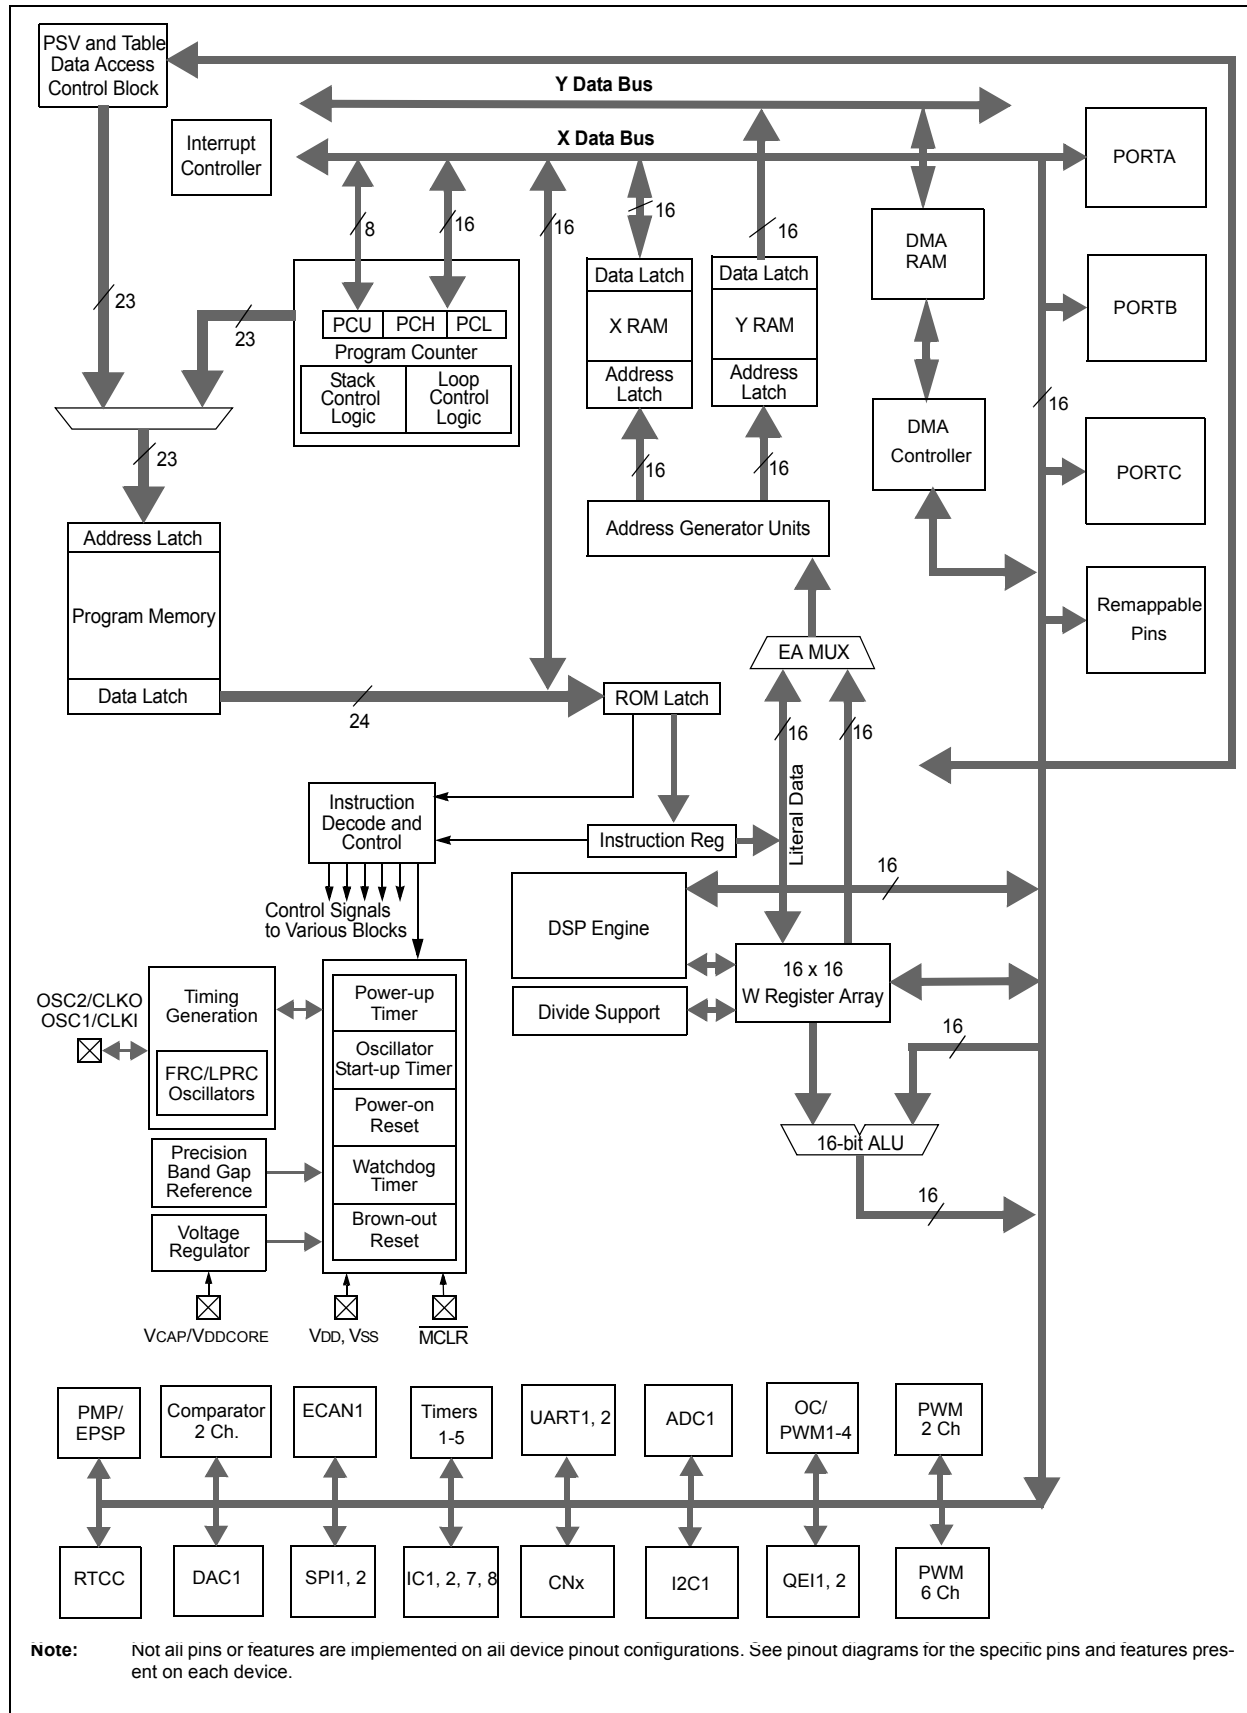 PSV and Table
Data Access
Control Block
Y Data Bus
Interrupt
Controller
X Data Bus
PORTA
8
16
16
16
16
DMA
RAM
23
23
Data Latch
Data Latch
PORTB
PCU
PCH
PCL
X RAM
Y RAM
Program Counter
Stack
Control
Logic
Loop
Control
Logic
Address
Latch
Address
Latch
16
23
16
16
DMA
Controller
PORTC
Address Latch
Address Generator Units
Program Memory
Remappable
Pins
EA MUX
Data Latch
24
ROM Latch
16
16
Literal Data
Instruction
Decode and
Control
Instruction Reg
16
Control Signals
to Various Blocks
DSP Engine
16 x 16
W Register Array
Divide Support
OSC2/CLKO
OSC1/CLKI
Timing
Generation
Power-up
Timer
FRC/LPRC
Oscillators
Oscillator
Start-up Timer
16
Power-on
Reset
16-bit ALU
Precision
Band Gap
Reference
Watchdog
Timer
16
Voltage
Regulator
Brown-out
Reset
VCAP/VDDCORE
VDD, VSS
MCLR
PMP/
EPSP
Comparator
2 Ch.
ECAN1
Timers
1-5
UART1, 2
ADC1
OC/
PWM1-4
PWM
2 Ch
RTCC
DAC1
SPI1, 2
IC1, 2, 7, 8
CNx
I2C1
QEI1, 2
PWM
6 Ch
Note: Not all pins or features are implemented on all device pinout configurations. See pinout diagrams for the specific pins and features pres-
ent on each device.